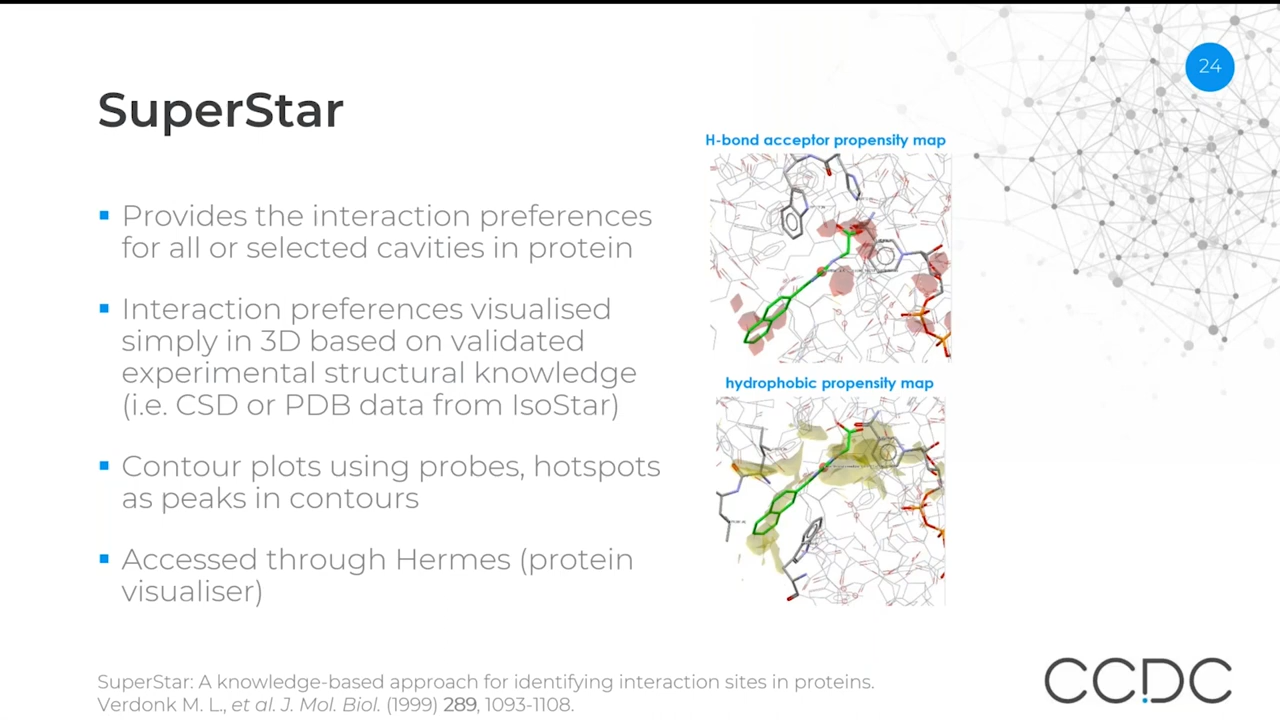 24
SuperStar
H-bond acceptor propensity map
▪ Provides the interaction preferences
for all or selected cavities in protein
▪ Interaction preferences visualised
simply in 3D based on validated
experimental structural knowledge
(i.e. CSD or PDB data from IsoStar)
hydrophobic propensity map
▪ Contour plots using probes, hotspots
as peaks in contours
▪ Accessed through Hermes (protein
visualiser)
SuperStar: A knowledge-based approach for identifying interaction sites in proteins.
Verdonk M. L., et al. J. Mol. Biol. (1999) 289, 1093-1108.
CCDC